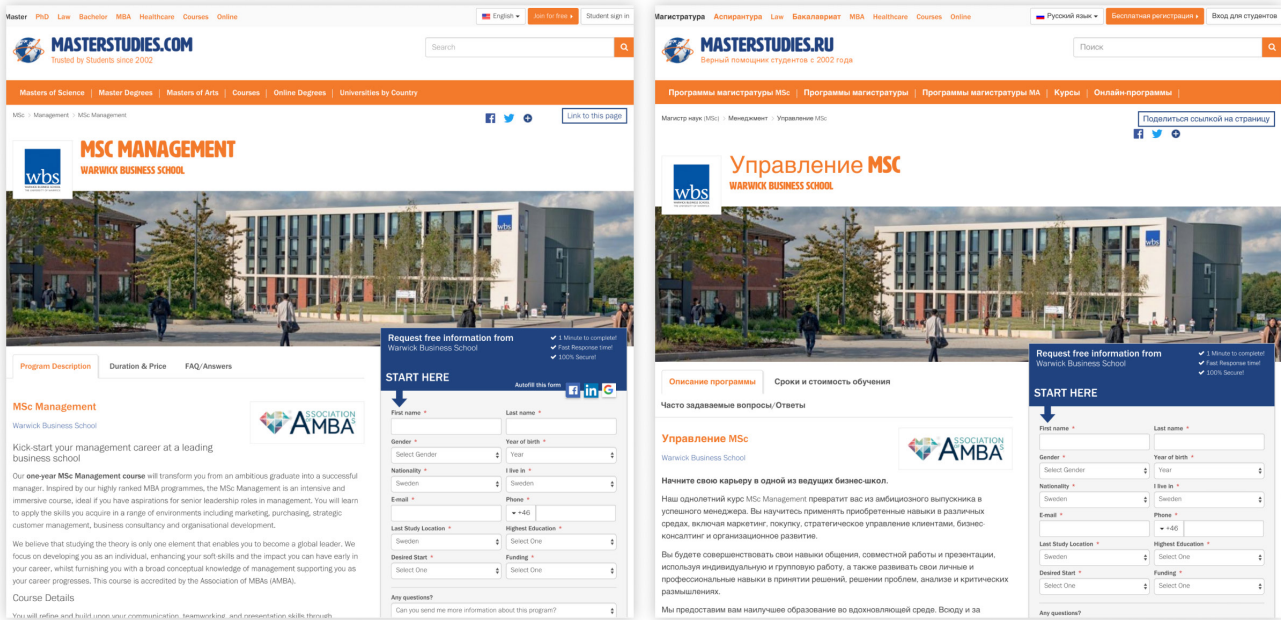 Master PhD Law Bachelor MBA Healthcare Courses Online
English
Join for free
Student sign in
MASTERSTUDIES.COM
Trusted by Students since 2002
Search
Masters of Science | Master Degrees | Masters of Arts | Courses | Online Degrees | Universities by Country
MSc > Management > MSc Management
Link to this page
wbs
MSC MANAGEMENT
WARWICK BUSINESS SCHOOL
wbs
Program Description
Duration & Price
FAQ/Answers
MSc Management
Warwick Business School
ASSOCIATION
AMBA
OF
Kick-start your management career at a leading
business school
Our one-year MSc Management course will transform you from an ambitious graduate into a successful
manager. Inspired by our highly ranked MBA programmes, the MSc Management is an intensive and
immersive course, ideal if you have aspirations for senior leadership roles in management. You will learn
to apply the skills you acquire in a range of environments including marketing, purchasing, strategic
customer management, business consultancy and organisational development.
We believe that studying the theory is only one element that enables you to become a global leader. We
focus on developing you as an individual, enhancing your soft-skills and the impact you can have early in
your career, whilst furnishing you with a broad conceptual knowledge of management supporting you as
your career progresses. This course is accredited by the Association of MBAs (AMBA).
Course Details
You will refine and build upon your communication, teamworking, and presentation skills through
Request free information from
Warwick Business School
✔ 1 Minute to complete!
✔ Fast Response time!
✔ 100% Secure!
START HERE
Autofill this form
First name * Last name *
Gender * Year of birth *
Select Gender Year
Nationality * I live in *
Sweden Sweden
E-mail * Phone *
+46
Last Study Location * Highest Education *
Sweden Select One
Desired Start * Funding *
Select One Select One
Any questions?
Can you send me more information about this program?
Магистратура Аспирантура Law Бакалавриат MBA Healthcare Courses Online
Русский язык
Бесплатная регистрация
Вход для студентов
MASTERSTUDIES.RU
Верный помощник студентов с 2002 года
Поиск
Программы магистратуры MSc | Программы магистратуры | Программы магистратуры MA | Курсы | Онлайн-программы |
Магистр наук (MSc) > Менеджмент > Управление MSc
Поделиться ссылкой на страницу
wbs
Управление MSC
WARWICK BUSINESS SCHOOL
wbs
Описание программы
Сроки и стоимость обучения
Часто задаваемые вопросы/Ответы
Управление MSc
Warwick Business School
ASSOCIATION
AMBA
OF
Начните свою карьеру в одной из ведущих бизнес-школ.
Наш однолетний курс MSc Management превратит вас из амбициозного выпускника в
успешного менеджера. Вы научитесь применять приобретенные навыки в различных
средах, включая маркетинг, покупку, стратегическое управление клиентами, бизнес-
консалтинг и организационное развитие.
Вы будете совершенствовать свои навыки общения, совместной работы и презентации,
используя индивидуальную и групповую работу, а также развивать свои личные и
профессиональные навыки в принятии решений, решении проблем, анализе и критических
размышлениях.
Мы предоставим вам наилучшее образование во вдохновляющей среде. Всюду и за
Request free information from
Warwick Business School
✔ 1 Minute to complete!
✔ Fast Response time!
✔ 100% Secure!
START HERE
First name * Last name *
Gender * Year of birth *
Select Gender Year
Nationality * I live in *
Sweden Sweden
E-mail * Phone *
+46
Last Study Location * Highest Education *
Sweden Select One
Desired Start * Funding *
Select One Select One
Any questions?